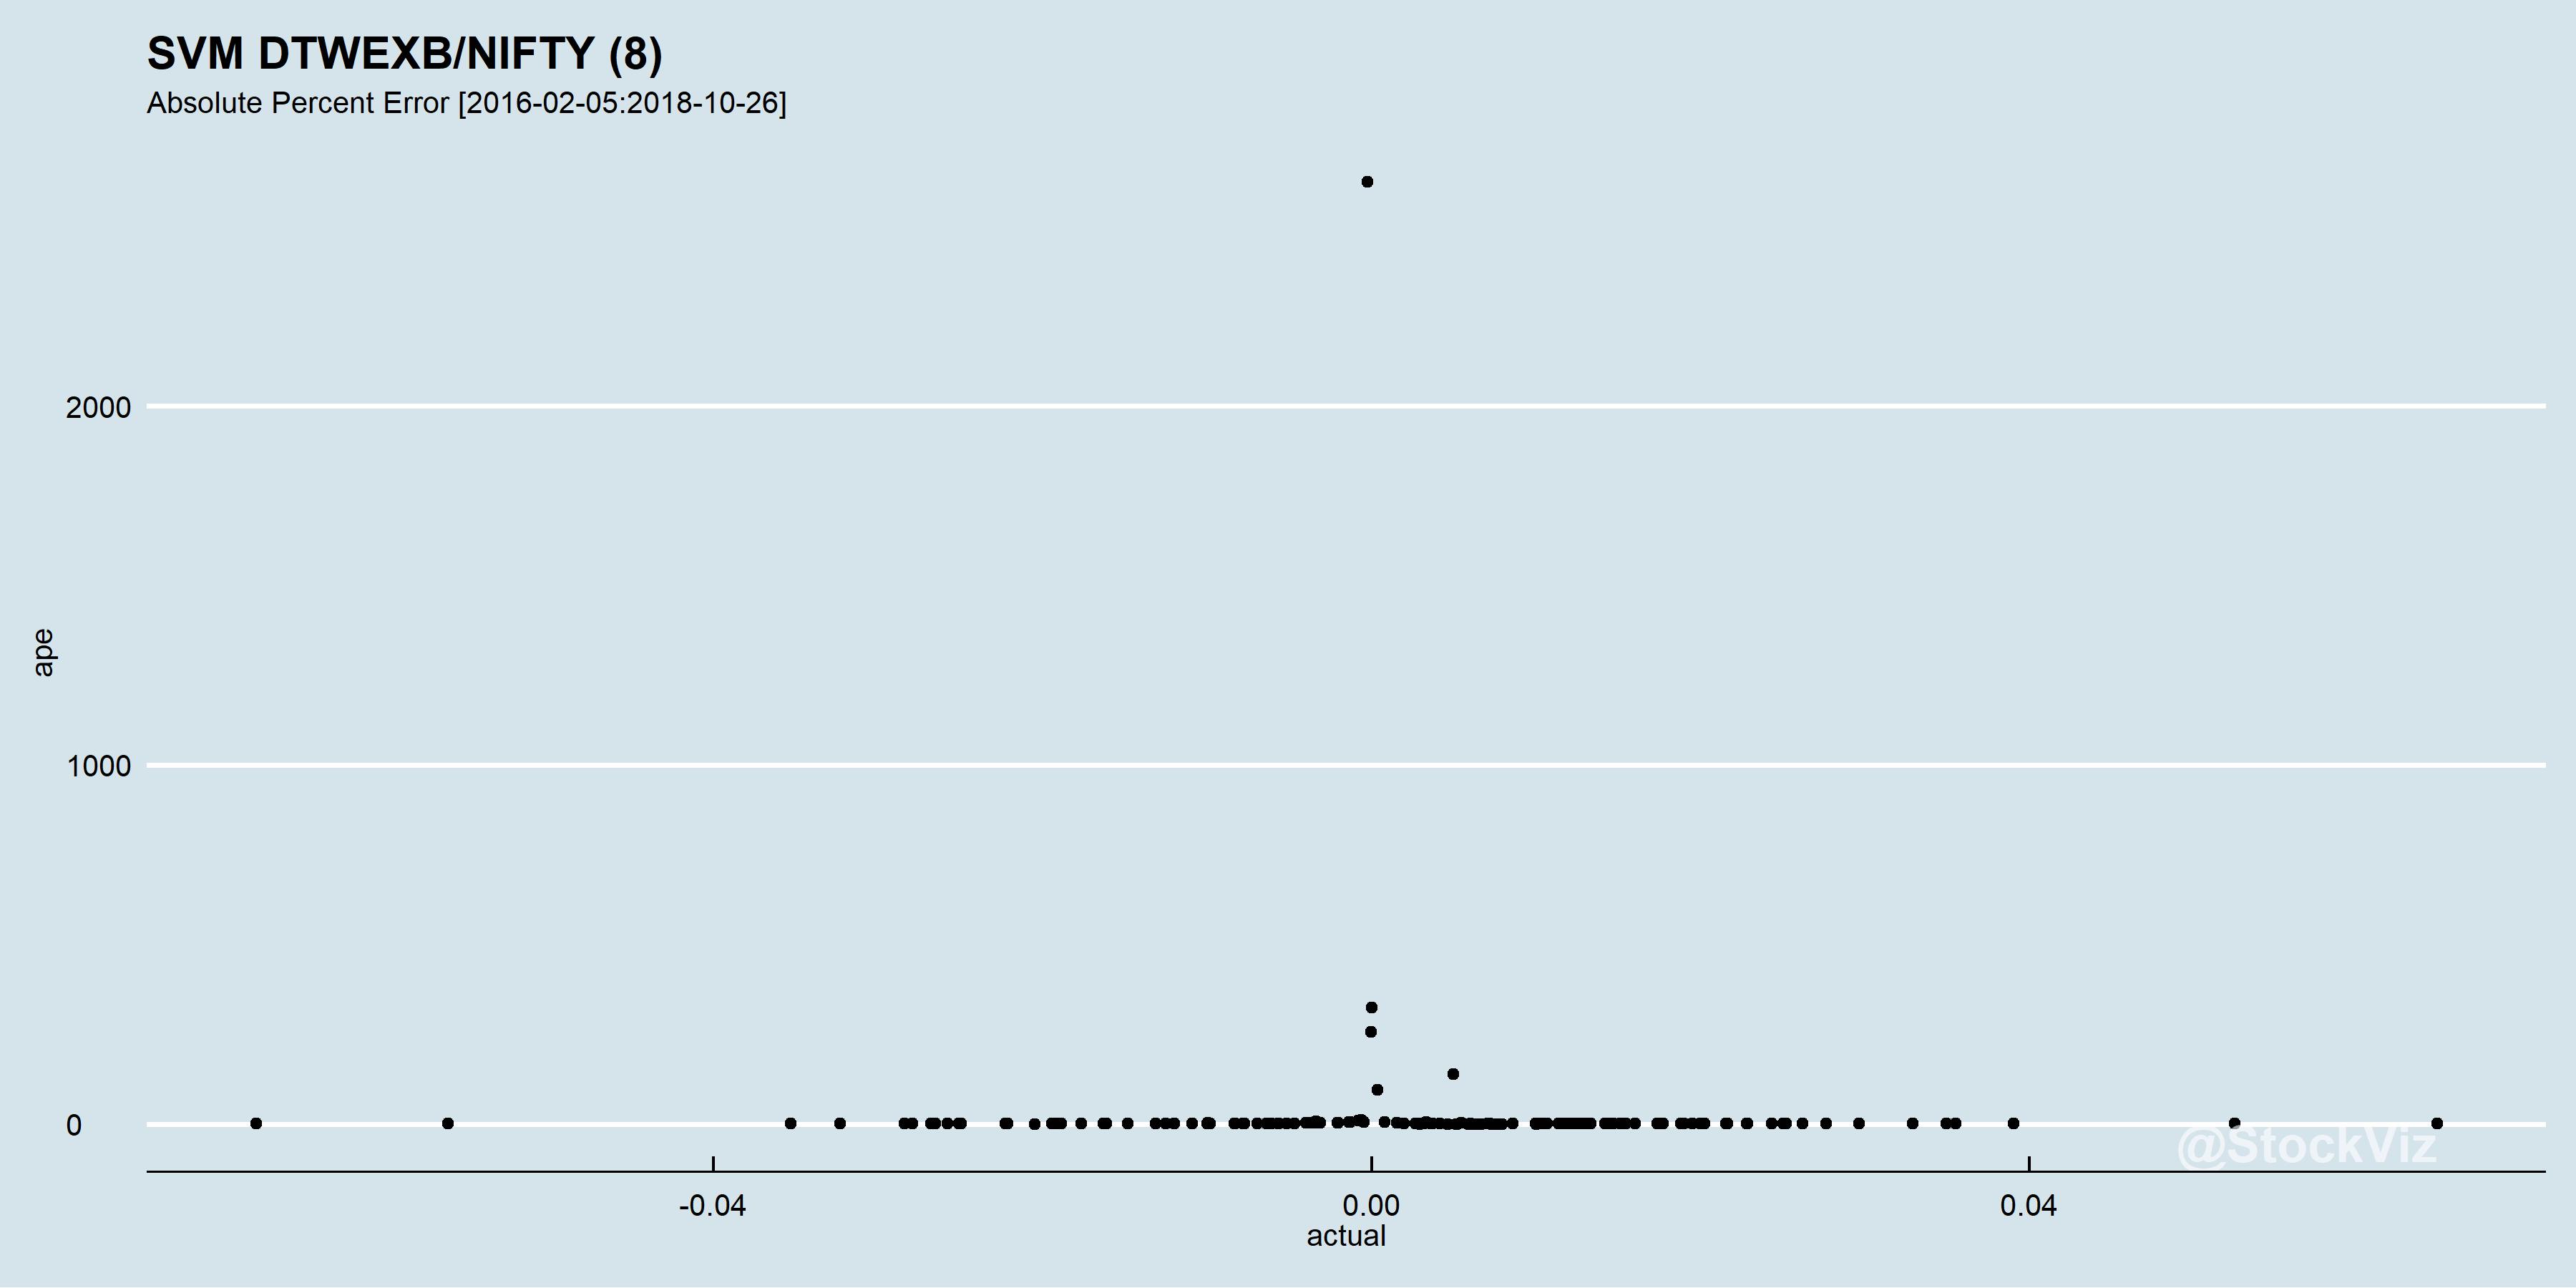 SVM DTWEXB/NIFTY (8)
Absolute Percent Error [2016-02-05:2018-10-26]
2000
1000
0
ape
-0.04
0.00
0.04
actual
@StockViz